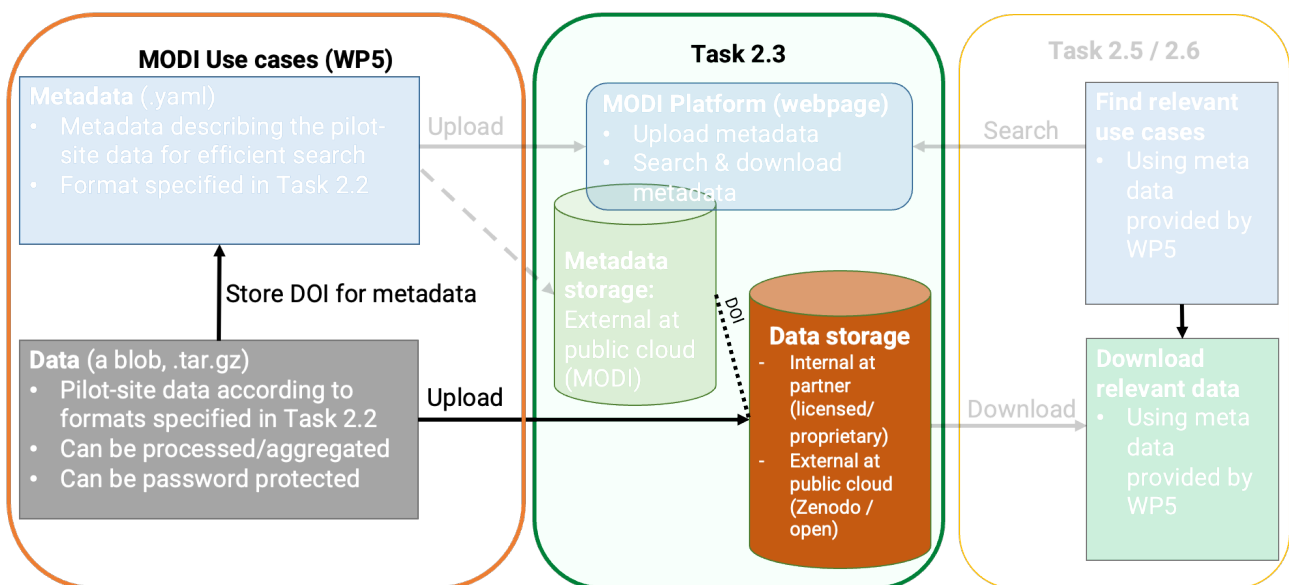 MODI Use cases (WP5)
Metadata (.yaml)
• Metadata describing the pilot-
site data for efficient search
• Format specified in Task 2.2
Upload
Store DOI for metadata
Data (a blob, .tar.gz)
• Pilot-site data according to
formats specified in Task 2.2
• Can be processed/aggregated
• Can be password protected
Upload
Task 2.3
MODI Platform (webpage)
• Upload metadata
• Search & download
metadata
Metadata
storage:
External at
public cloud
(MODI)
DOI
Data storage
- Internal at
partner
(licensed/
proprietary)
- External at
public cloud
(Zenodo /
open)
Task 2.5 / 2.6
Search
Find relevant
use cases
• Using meta
data
provided by
WP5
Download
Download
relevant data
• Using meta
data
provided by
WP5